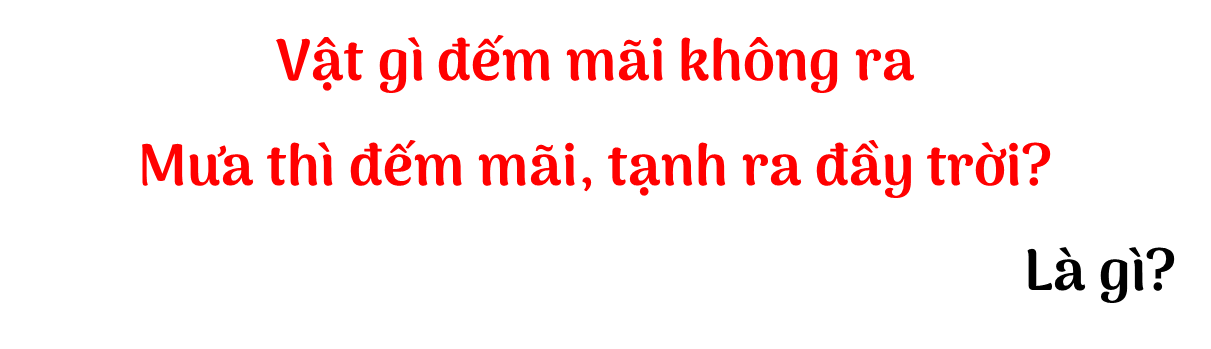 Vật gì đếm mãi không ra
Mưa thì đếm mãi, tạnh ra đầy trời?
Là gì?